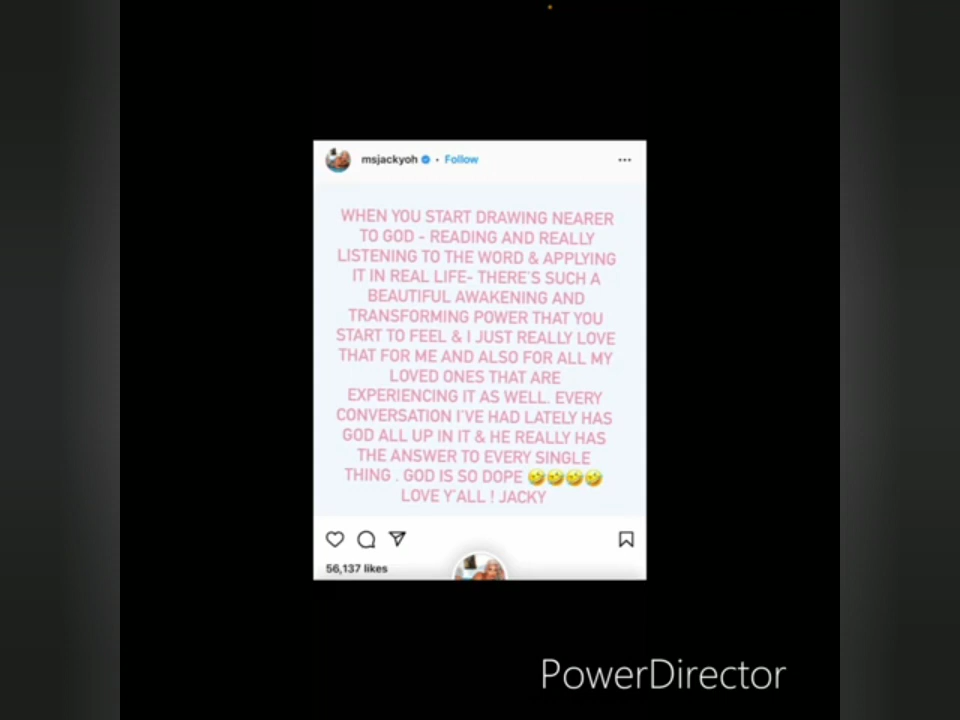 msjackyoh • Follow
WHEN YOU START DRAWING NEARER
TO GOD - READING AND REALLY
LISTENING TO THE WORD & APPLYING
IT IN REAL LIFE- THERE'S SUCH A
BEAUTIFUL AWAKENING AND
TRANSFORMING POWER THAT YOU
START TO FEEL & I JUST REALLY LOVE
THAT FOR ME AND ALSO FOR ALL MY
LOVED ONES THAT ARE
EXPERIENCING IT AS WELL. EVERY
CONVERSATION I'VE HAD LATELY HAS
GOD ALL UP IN IT & HE REALLY HAS
THE ANSWER TO EVERY SINGLE
THING . GOD IS SO DOPE 🤣🤣🤣🤣
LOVE Y'ALL ! JACKY
56,137 likes
PowerDirector